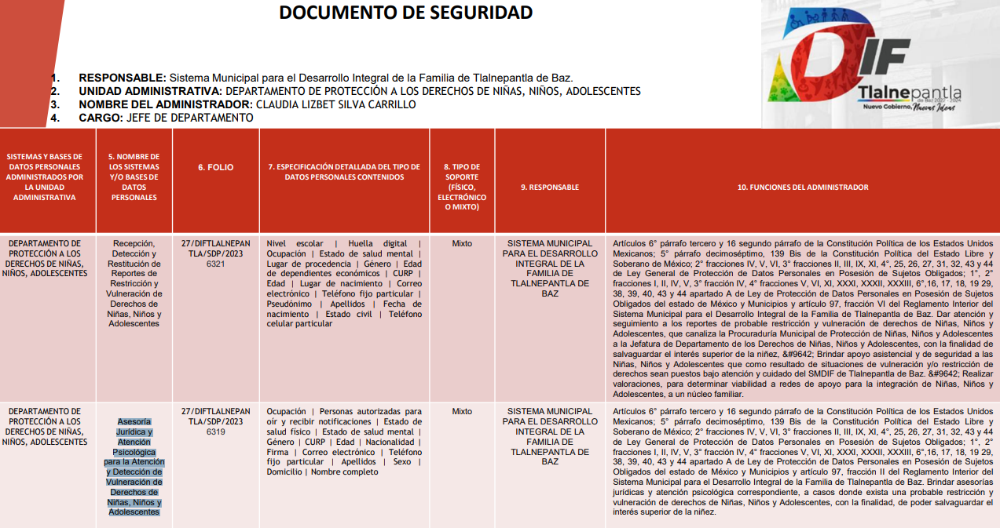 DOCUMENTO DE SEGURIDAD
DIF
Tlalnepantla
de Baz 2022 - 2024
Nuevo Gobierno, Nuevas Ideas
1. RESPONSABLE: Sistema Municipal para el Desarrollo Integral de la Familia de Tlalnepantla de Baz.
2. UNIDAD ADMINISTRATIVA: DEPARTAMENTO DE PROTECCIÓN A LOS DERECHOS DE NIÑAS, NIÑOS, ADOLESCENTES
3. NOMBRE DEL ADMINISTRADOR: CLAUDIA LIZBET SILVA CARRILLO
4. CARGO: JEFE DE DEPARTAMENTO
SISTEMAS Y BASES DE
DATOS PERSONALES
ADMINISTRADOS POR
LA UNIDAD
ADMINISTRATIVA
5. NOMBRE DE
LOS SISTEMAS
Y/O BASES DE
DATOS
PERSONALES
6. FOLIO
7. ESPECIFICACIÓN DETALLADA DEL TIPO DE
DATOS PERSONALES CONTENIDOS
8. TIPO DE
SOPORTE
(FÍSICO,
ELECTRÓNICO
O MIXTO)
9. RESPONSABLE
10. FUNCIONES DEL ADMINISTRADOR
DEPARTAMENTO DE
PROTECCIÓN A LOS
DERECHOS DE NIÑAS,
NIÑOS, ADOLESCENTES
Recepción,
Detección y
Restitución de
Reportes de
Restricción y
Vulneración de
Derechos de
Niñas, Niños y
Adolescentes
27/DIFTLALNEPAN
TLA/SDP/2023
6321
Nivel escolar | Huella digital |
Ocupación | Estado de salud mental |
Lugar de procedencia | Género | Edad
de dependientes económicos | CURP |
Edad | Lugar de nacimiento | Correo
electrónico | Teléfono fijo particular |
Pseudónimo | Apellidos | Fecha de
nacimiento | Estado civil | Teléfono
celular particular
Mixto
SISTEMA MUNICIPAL
PARA EL DESARROLLO
INTEGRAL DE LA
FAMILIA DE
TLALNEPANTLA DE
BAZ
Artículos 6° párrafo tercero y 16 segundo párrafo de la Constitución Política de los Estados Unidos
Mexicanos; 5° párrafo decimoséptimo, 139 Bis de la Constitución Política del Estado Libre y
Soberano de México; 2° fracciones IV, V, VI, 3° fracciones II, III, IX, XI, 4°, 25, 26, 27, 31, 32, 43 y 44
de Ley General de Protección de Datos Personales en Posesión de Sujetos Obligados; 1°, 2°
fracciones I, II, IV, V, 3° fracción IV, 4° fracciones V, VI, XI, XXXI, XXXII, XXXIII, 6°,16, 17, 18, 19 29,
38, 39, 40, 43 y 44 apartado A de Ley de Protección de Datos Personales en Posesión de Sujetos
Obligados del estado de México y Municipios y artículo 97, fracción VI del Reglamento Interior del
Sistema Municipal para el Desarrollo Integral de la Familia de Tlalnepantla de Baz. Dar atención y
seguimiento a los reportes de probable restricción y vulneración de derechos de Niñas, Niños y
Adolescentes, que canaliza la Procuraduría Municipal de Protección de Niñas, Niños y Adolescentes
a la Jefatura de Departamento de los Derechos de Niñas, Niños y Adolescentes, con la finalidad de
salvaguardar el interés superior de la niñez, &#9642; Brindar apoyo asistencial y de seguridad a las
Niñas, Niños y Adolescentes que como resultado de situaciones de vulneración y/o restricción de
derechos sean puestos bajo atención y cuidado del SMDIF de Tlalnepantla de Baz. &#9642; Realizar
valoraciones, para determinar viabilidad a redes de apoyo para la integración de Niñas, Niños y
Adolescentes, a un núcleo familiar.
DEPARTAMENTO DE
PROTECCIÓN A LOS
DERECHOS DE NIÑAS,
NIÑOS, ADOLESCENTES
Asesoría
Jurídica y
Atención
Psicológica
para la Atención
y Detección de
Vulneración de
Derechos de
Niñas, Niños y
Adolescentes
27/DIFTLALNEPAN
TLA/SDP/2023
6319
Ocupación | Personas autorizadas para
oír y recibir notificaciones | Estado de
salud físico | Estado de salud mental |
Género | CURP | Edad | Nacionalidad |
Firma | Correo electrónico | Teléfono
fijo particular | Apellidos | Sexo |
Domicilio | Nombre completo
Mixto
SISTEMA MUNICIPAL
PARA EL DESARROLLO
INTEGRAL DE LA
FAMILIA DE
TLALNEPANTLA DE
BAZ
Artículos 6° párrafo tercero y 16 segundo párrafo de la Constitución Política de los Estados Unidos
Mexicanos; 5° párrafo decimoséptimo, 139 Bis de la Constitución Política del Estado Libre y
Soberano de México; 2° fracciones IV, V, VI, 3° fracciones II, III, IX, XI, 4°, 25, 26, 27, 31, 32, 43 y 44
de Ley General de Protección de Datos Personales en Posesión de Sujetos Obligados; 1°, 2°
fracciones I, II, IV, V, 3° fracción IV, 4° fracciones V, VI, XI, XXXI, XXXII, XXXIII, 6°,16, 17, 18, 19 29,
38, 39, 40, 43 y 44 apartado A de Ley de Protección de Datos Personales en Posesión de Sujetos
Obligados del estado de México y Municipios y artículo 97, fracción II del Reglamento Interior del
Sistema Municipal para el Desarrollo Integral de la Familia de Tlalnepantla de Baz. Brindar asesorías
jurídicas y atención psicológica correspondiente, a casos donde exista una probable restricción y
vulneración de derechos de Niñas, Niños y Adolescentes, con la finalidad, de poder salvaguardar el
interés superior de la niñez.